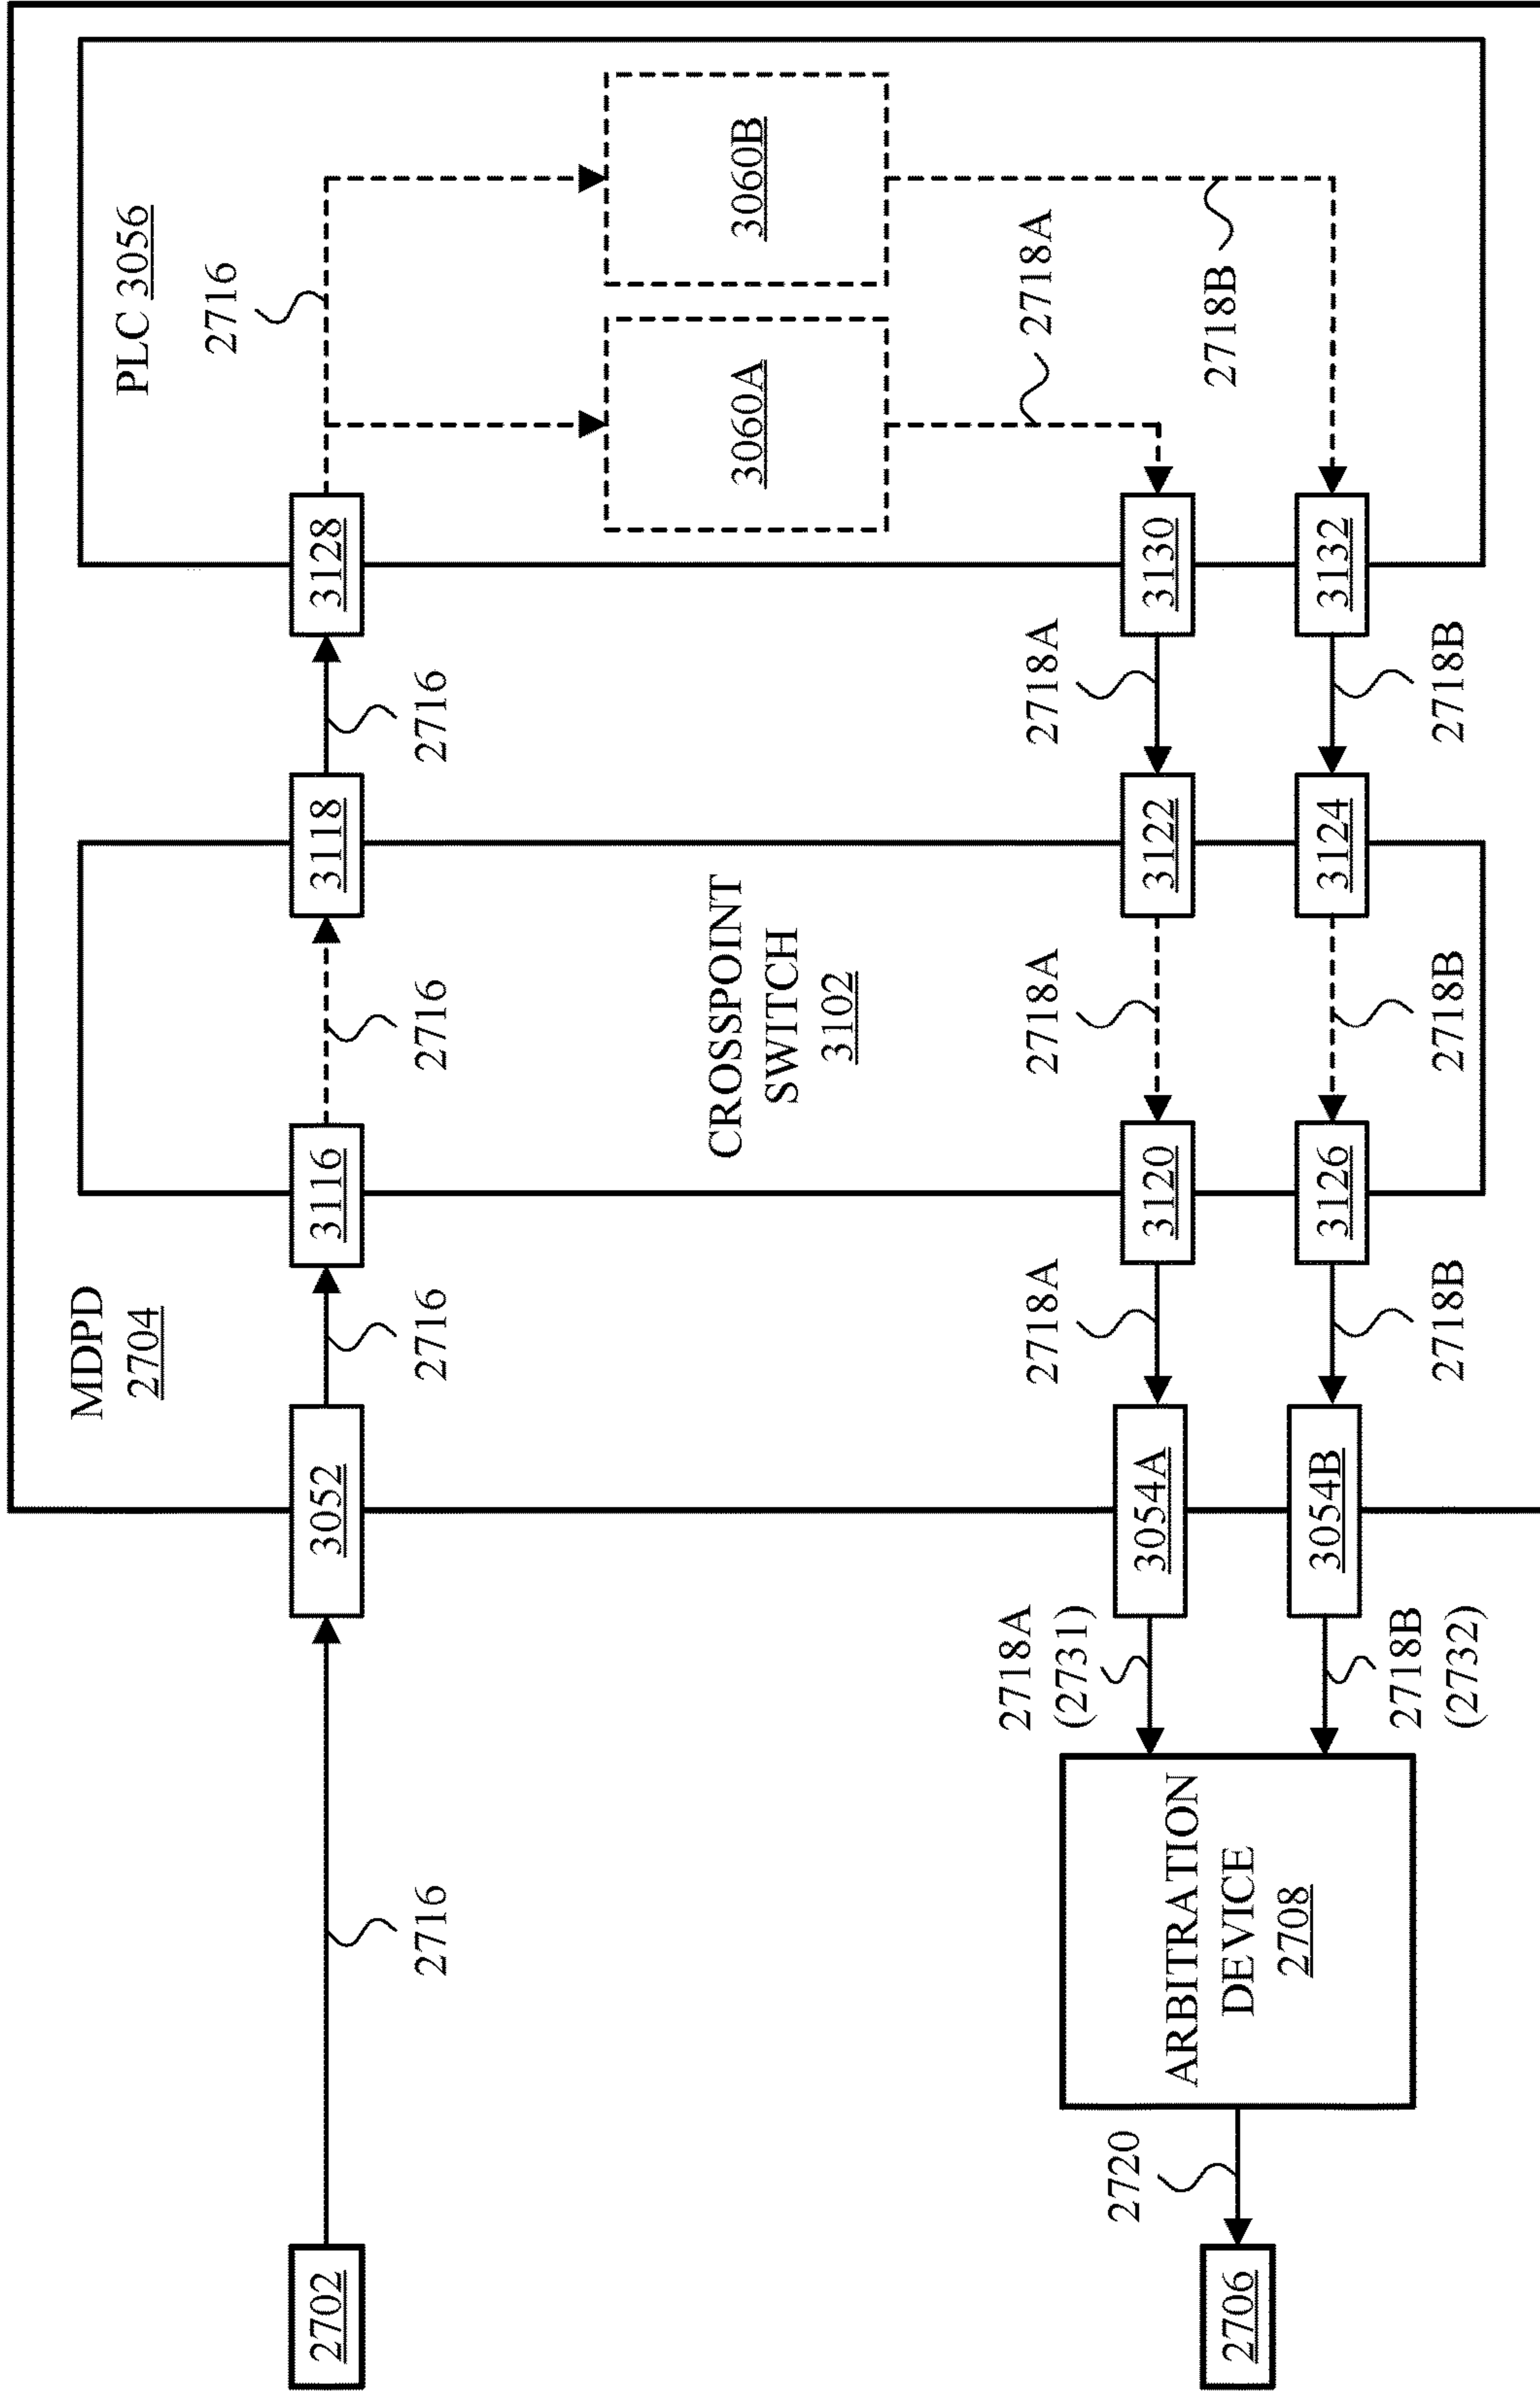 MDPD
2704
PLC 3056
2702
2716
3052
2716
3116
2716
3118
2716
3128
2716
3060A
3060B
CROSSPOINT
SWITCH
3102
2718A
2718B
3130
3132
2718A
2718B
3122
3124
2718A
2718B
3120
3126
2718A
2718B
3054A
3054B
2718A
(2731)
2718B
(2732)
ARBITRATION
DEVICE
2708
2720
2706